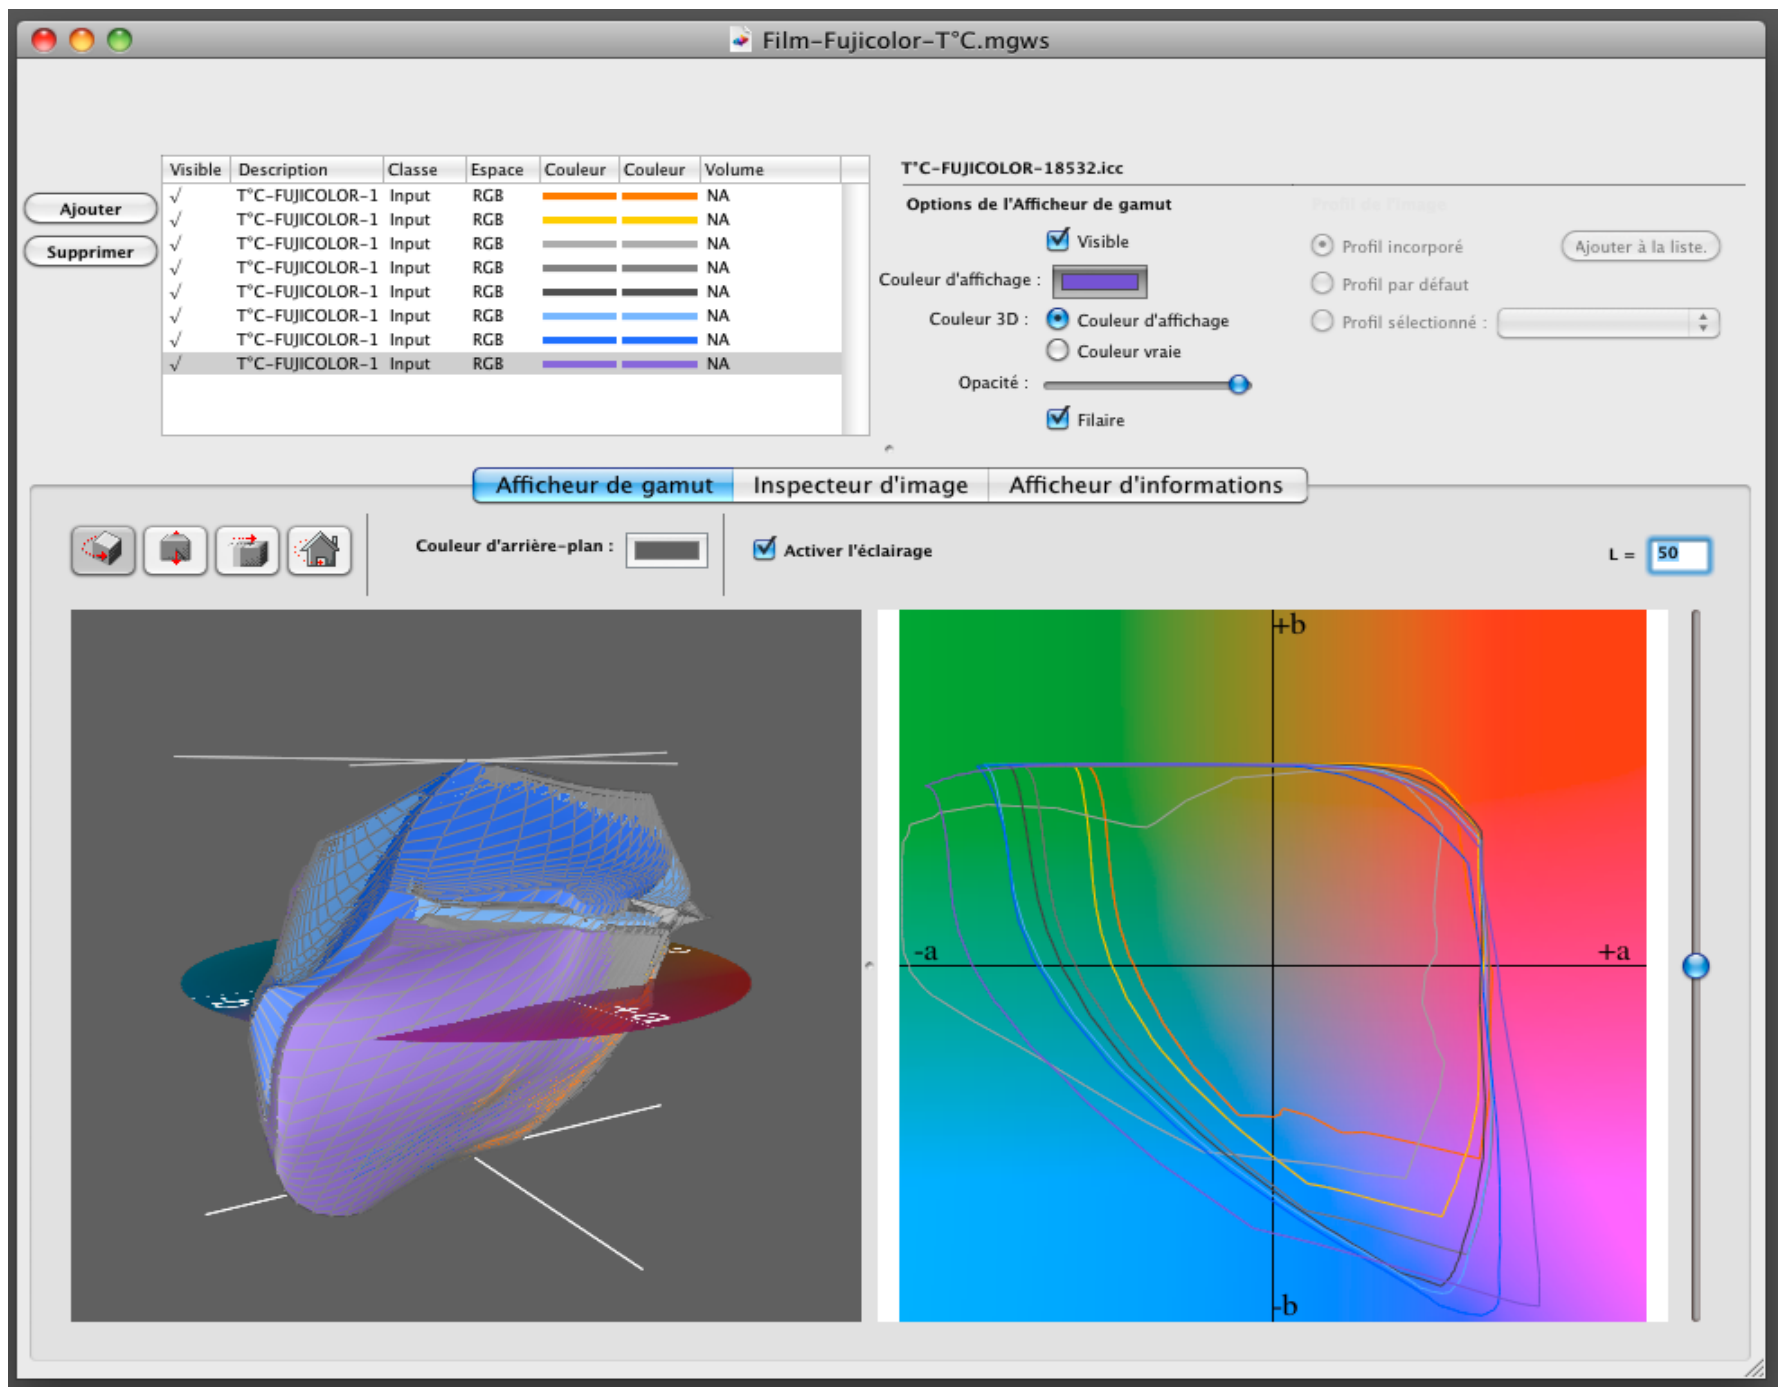 Film-Fujicolor-T°C.mgws
Visible Description Classe Espace Couleur Couleur Volume
√ T°C-FUJICOLOR-1 Input RGB NA
√ T°C-FUJICOLOR-1 Input RGB NA
√ T°C-FUJICOLOR-1 Input RGB NA
√ T°C-FUJICOLOR-1 Input RGB NA
√ T°C-FUJICOLOR-1 Input RGB NA
√ T°C-FUJICOLOR-1 Input RGB NA
√ T°C-FUJICOLOR-1 Input RGB NA
√ T°C-FUJICOLOR-1 Input RGB NA
Ajouter
Supprimer
T°C-FUJICOLOR-18532.icc
Options de l'Afficheur de gamut
Visible
Couleur d'affichage :
Couleur 3D : Couleur d'affichage
Couleur vraie
Opacité :
Filaire
Profil de l'image
Profil incorporé
Ajouter à la liste.
Profil par défaut
Profil sélectionné :
Afficheur de gamut Inspecteur d'image Afficheur d'informations
Couleur d'arrière-plan :
Activer l'éclairage
L = 50
+a
+b
-a
+a
-b